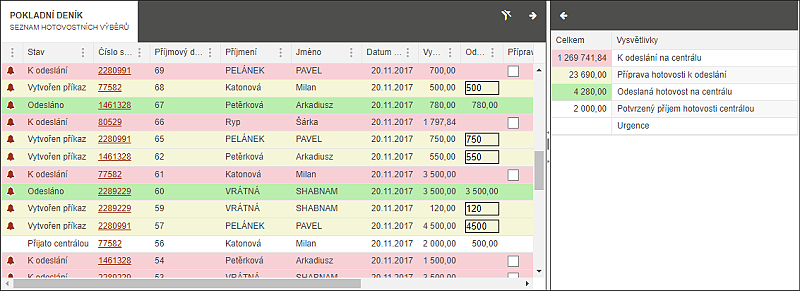 POKLADNÍ DENÍK
SEZNAM HOTOVOSTNÍCH VÝBĚRŮ
Stav Číslo s... Příjmový d... Příjmení Jméno Datum ... Vy... Od... Příprav
K odeslání 2280991 69 PELÁNEK PAVEL 20.11.2017 700,00
Vytvořen příkaz 77582 68 Katonová Milan 20.11.2017 500,00 500
Odesláno 1461328 67 Petěrková Arkadiusz 20.11.2017 780,00 780,00
K odeslání 80529 66 Ryp Šárka 20.11.2017 1 797,84
Vytvořen příkaz 2280991 65 PELÁNEK PAVEL 20.11.2017 750,00 750
Vytvořen příkaz 1461328 62 Petěrková Arkadiusz 20.11.2017 550,00 550
K odeslání 77582 61 Katonová Milan 20.11.2017 3 500,00
Odesláno 2289229 60 VRÁTNÁ SHABNAM 20.11.2017 3 500,00 3 500,00
Vytvořen příkaz 2289229 59 VRÁTNÁ SHABNAM 20.11.2017 120,00 120
Vytvořen příkaz 2280991 57 PELÁNEK PAVEL 20.11.2017 4 500,00 4500
Přijato centrálou 77582 56 Katonová Milan 20.11.2017 2 000,00 500,00
K odeslání 1461328 54 Petěrková Arkadiusz 20.11.2017 1 500,00
K odeslání 2289229 53 VRÁTNÁ SHABNAM 20.11.2017
Celkem Vysvětlivky
1 269 741,84 K odeslání na centrálu
23 690,00 Příprava hotovosti k odeslání
4 280,00 Odeslaná hotovost na centrálu
2 000,00 Potvrzený příjem hotovosti centrálou
Urgence